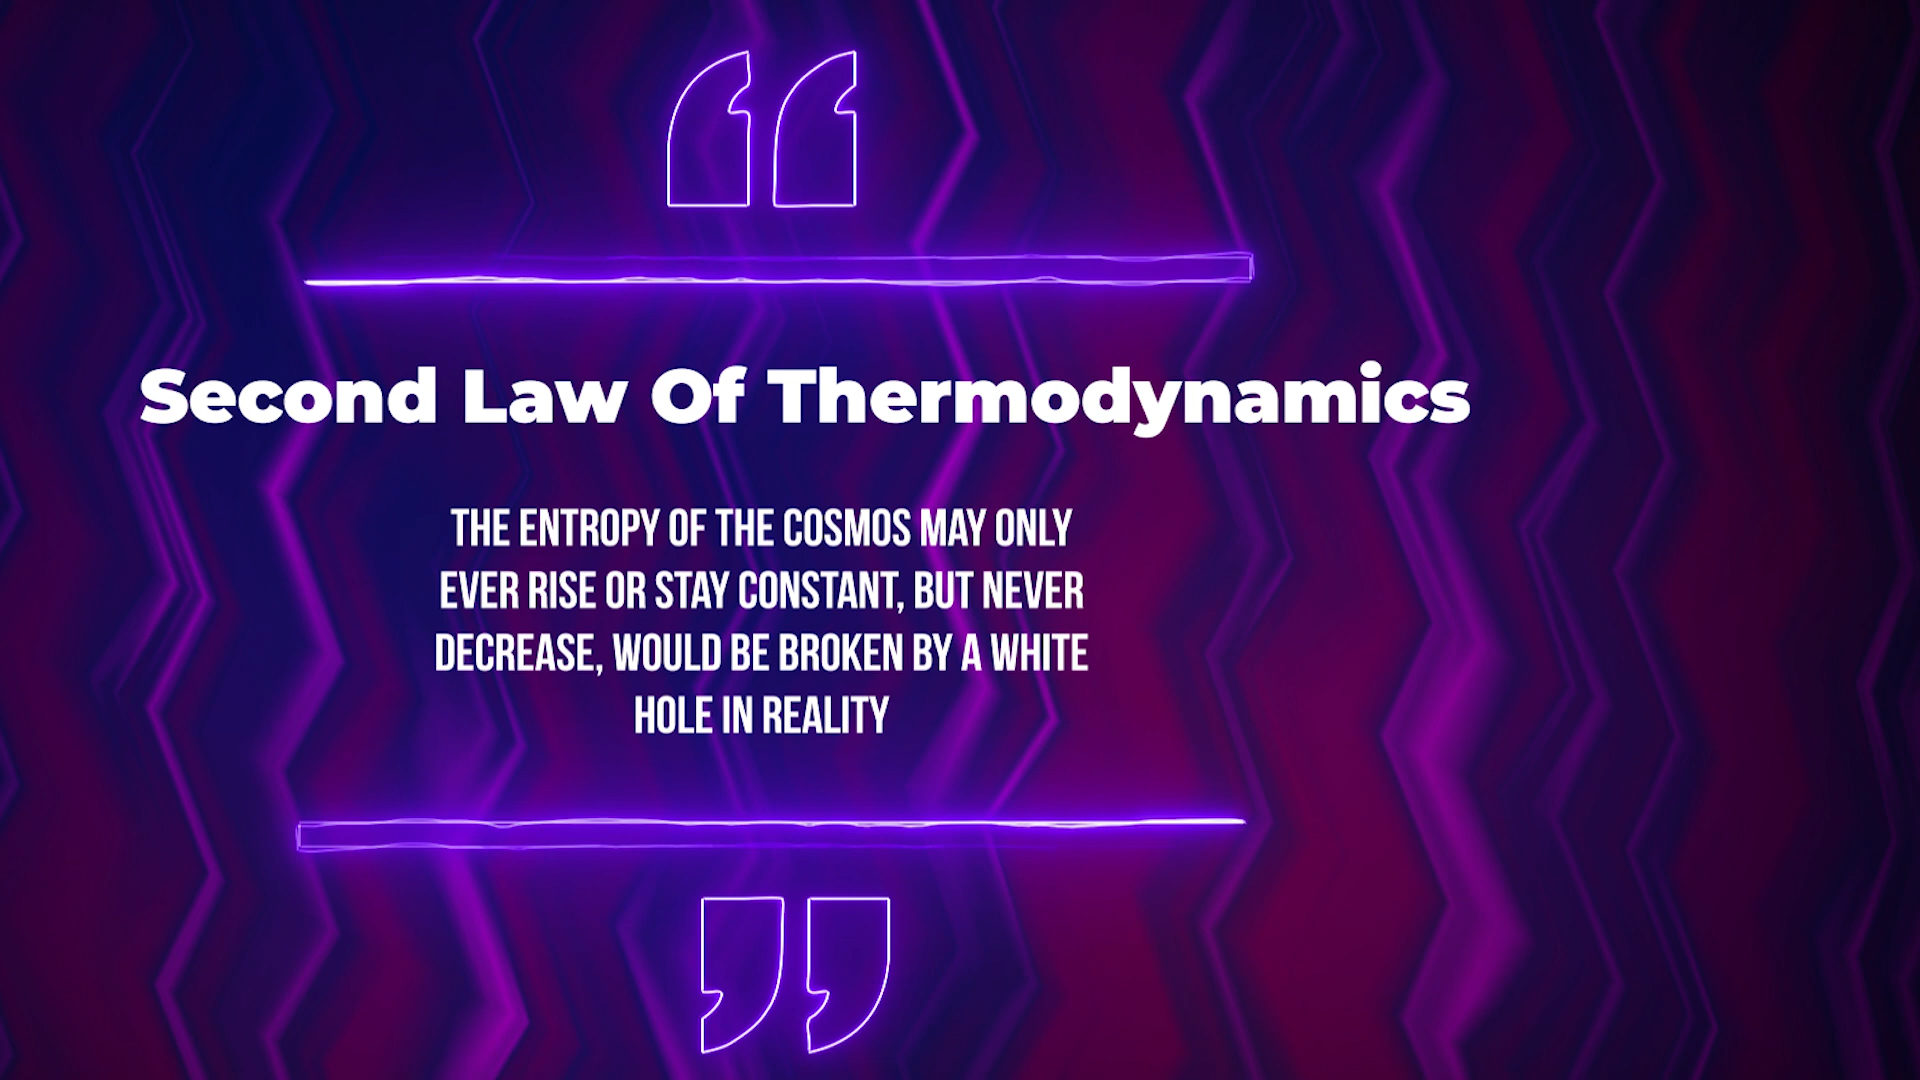 Second Law Of Thermodynamics
THE ENTROPY OF THE COSMOS MAY ONLY
EVER RISE OR STAY CONSTANT, BUT NEVER
DECREASE, WOULD BE BROKEN BY A WHITE
HOLE IN REALITY